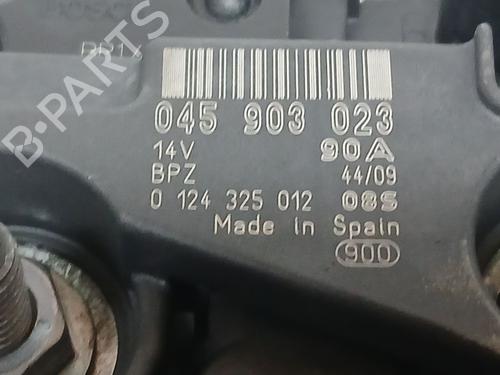 045 903 023
14V 90A
BPZ 44/09
0 124 325 012 08S
Made in Spain
900
B-PARTS